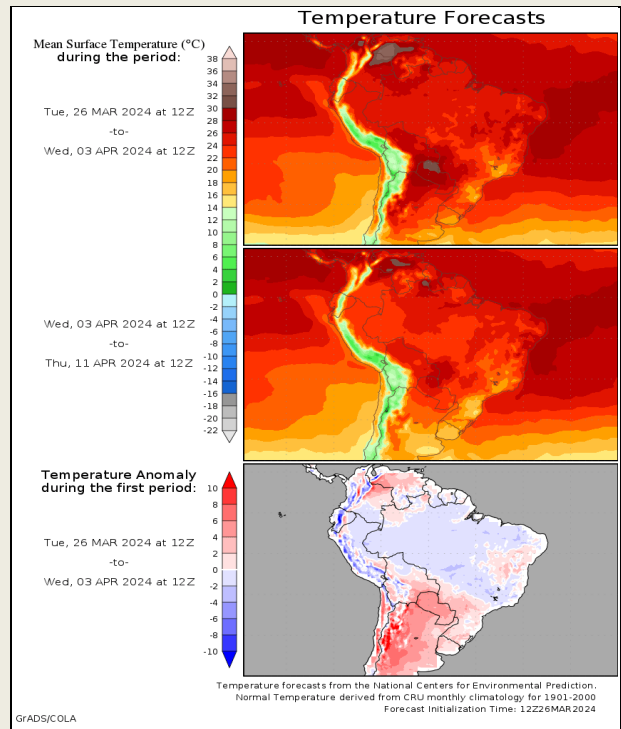 Temperature Forecasts
Mean Surface Temperature (°C)
during the period:
Tue, 26 MAR 2024 at 12Z
-to-
Wed, 03 APR 2024 at 12Z
Wed, 03 APR 2024 at 12Z
-to-
Thu, 11 APR 2024 at 12Z
38
36
34
32
30
28
26
24
22
20
18
16
14
12
10
8
6
4
2
0
-2
-4
-6
-8
-10
-12
-14
-16
-18
-20
-22
Temperature Anomaly
during the first period:
Tue, 26 MAR 2024 at 12Z
-to-
Wed, 03 APR 2024 at 12Z
10
8
6
4
2
0
-2
-4
-6
-8
-10
Temperature forecasts from the National Centers for Environmental Prediction.
Normal Temperature derived from CRU monthly climatology for 1901-2000
Forecast Initialization Time: 12Z26MAR2024
GrADS/COLA